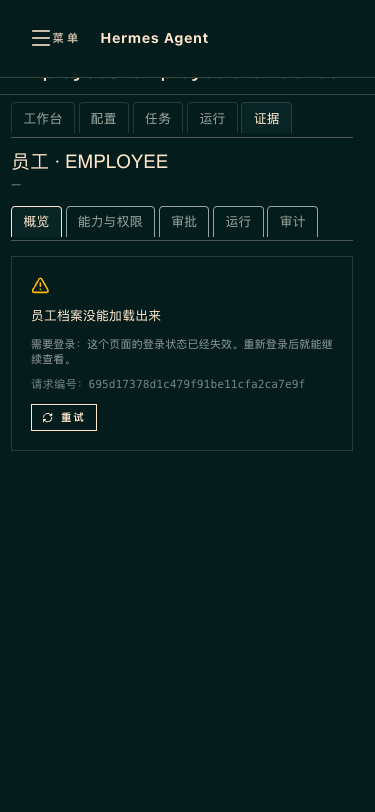 菜单 Hermes Agent
工作台 配置 任务 运行 证据
员工 · EMPLOYEE
—
概览 能力与权限 审批 运行 审计
员工档案没能加载出来
需要登录：这个页面的登录状态已经失效。重新登录后就能继
续查看。
请求编号：695d17378d1c479f91be11cfa2ca7e9f
重试